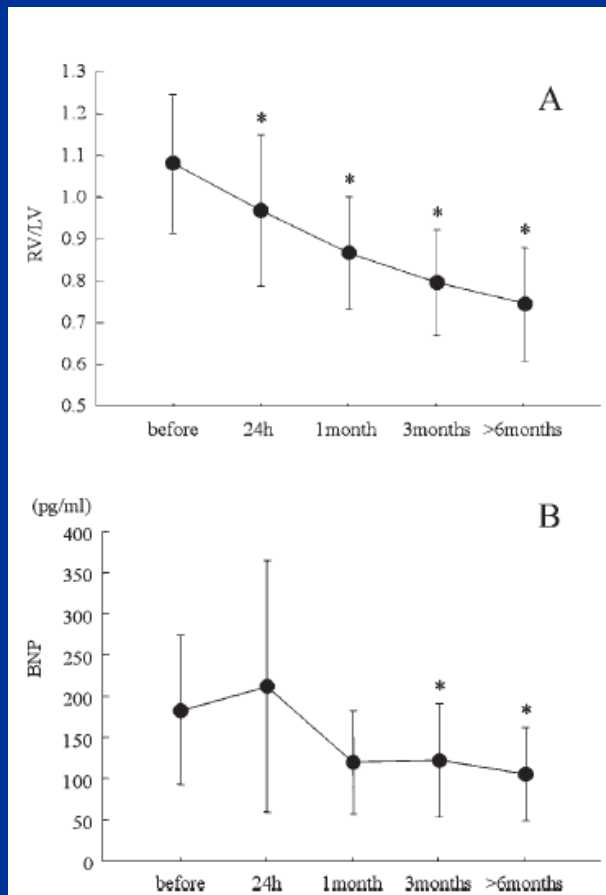 A
1.3
1.2
1.1
1.0
0.9
0.8
0.7
0.6
0.5
RV/LV
* * * *
before 24h 1month 3months >6months
(pg/ml)
B
400
350
300
250
200
150
100
50
0
BNP
* *
before 24h 1month 3months >6months